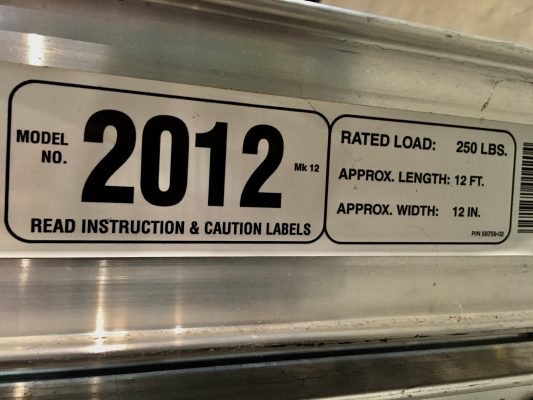 MODEL NO.
2012
Mk 12
READ INSTRUCTION & CAUTION LABELS
RATED LOAD: 250 LBS.
APPROX. LENGTH: 12 FT.
APPROX. WIDTH: 12 IN.
P/N 59759-02